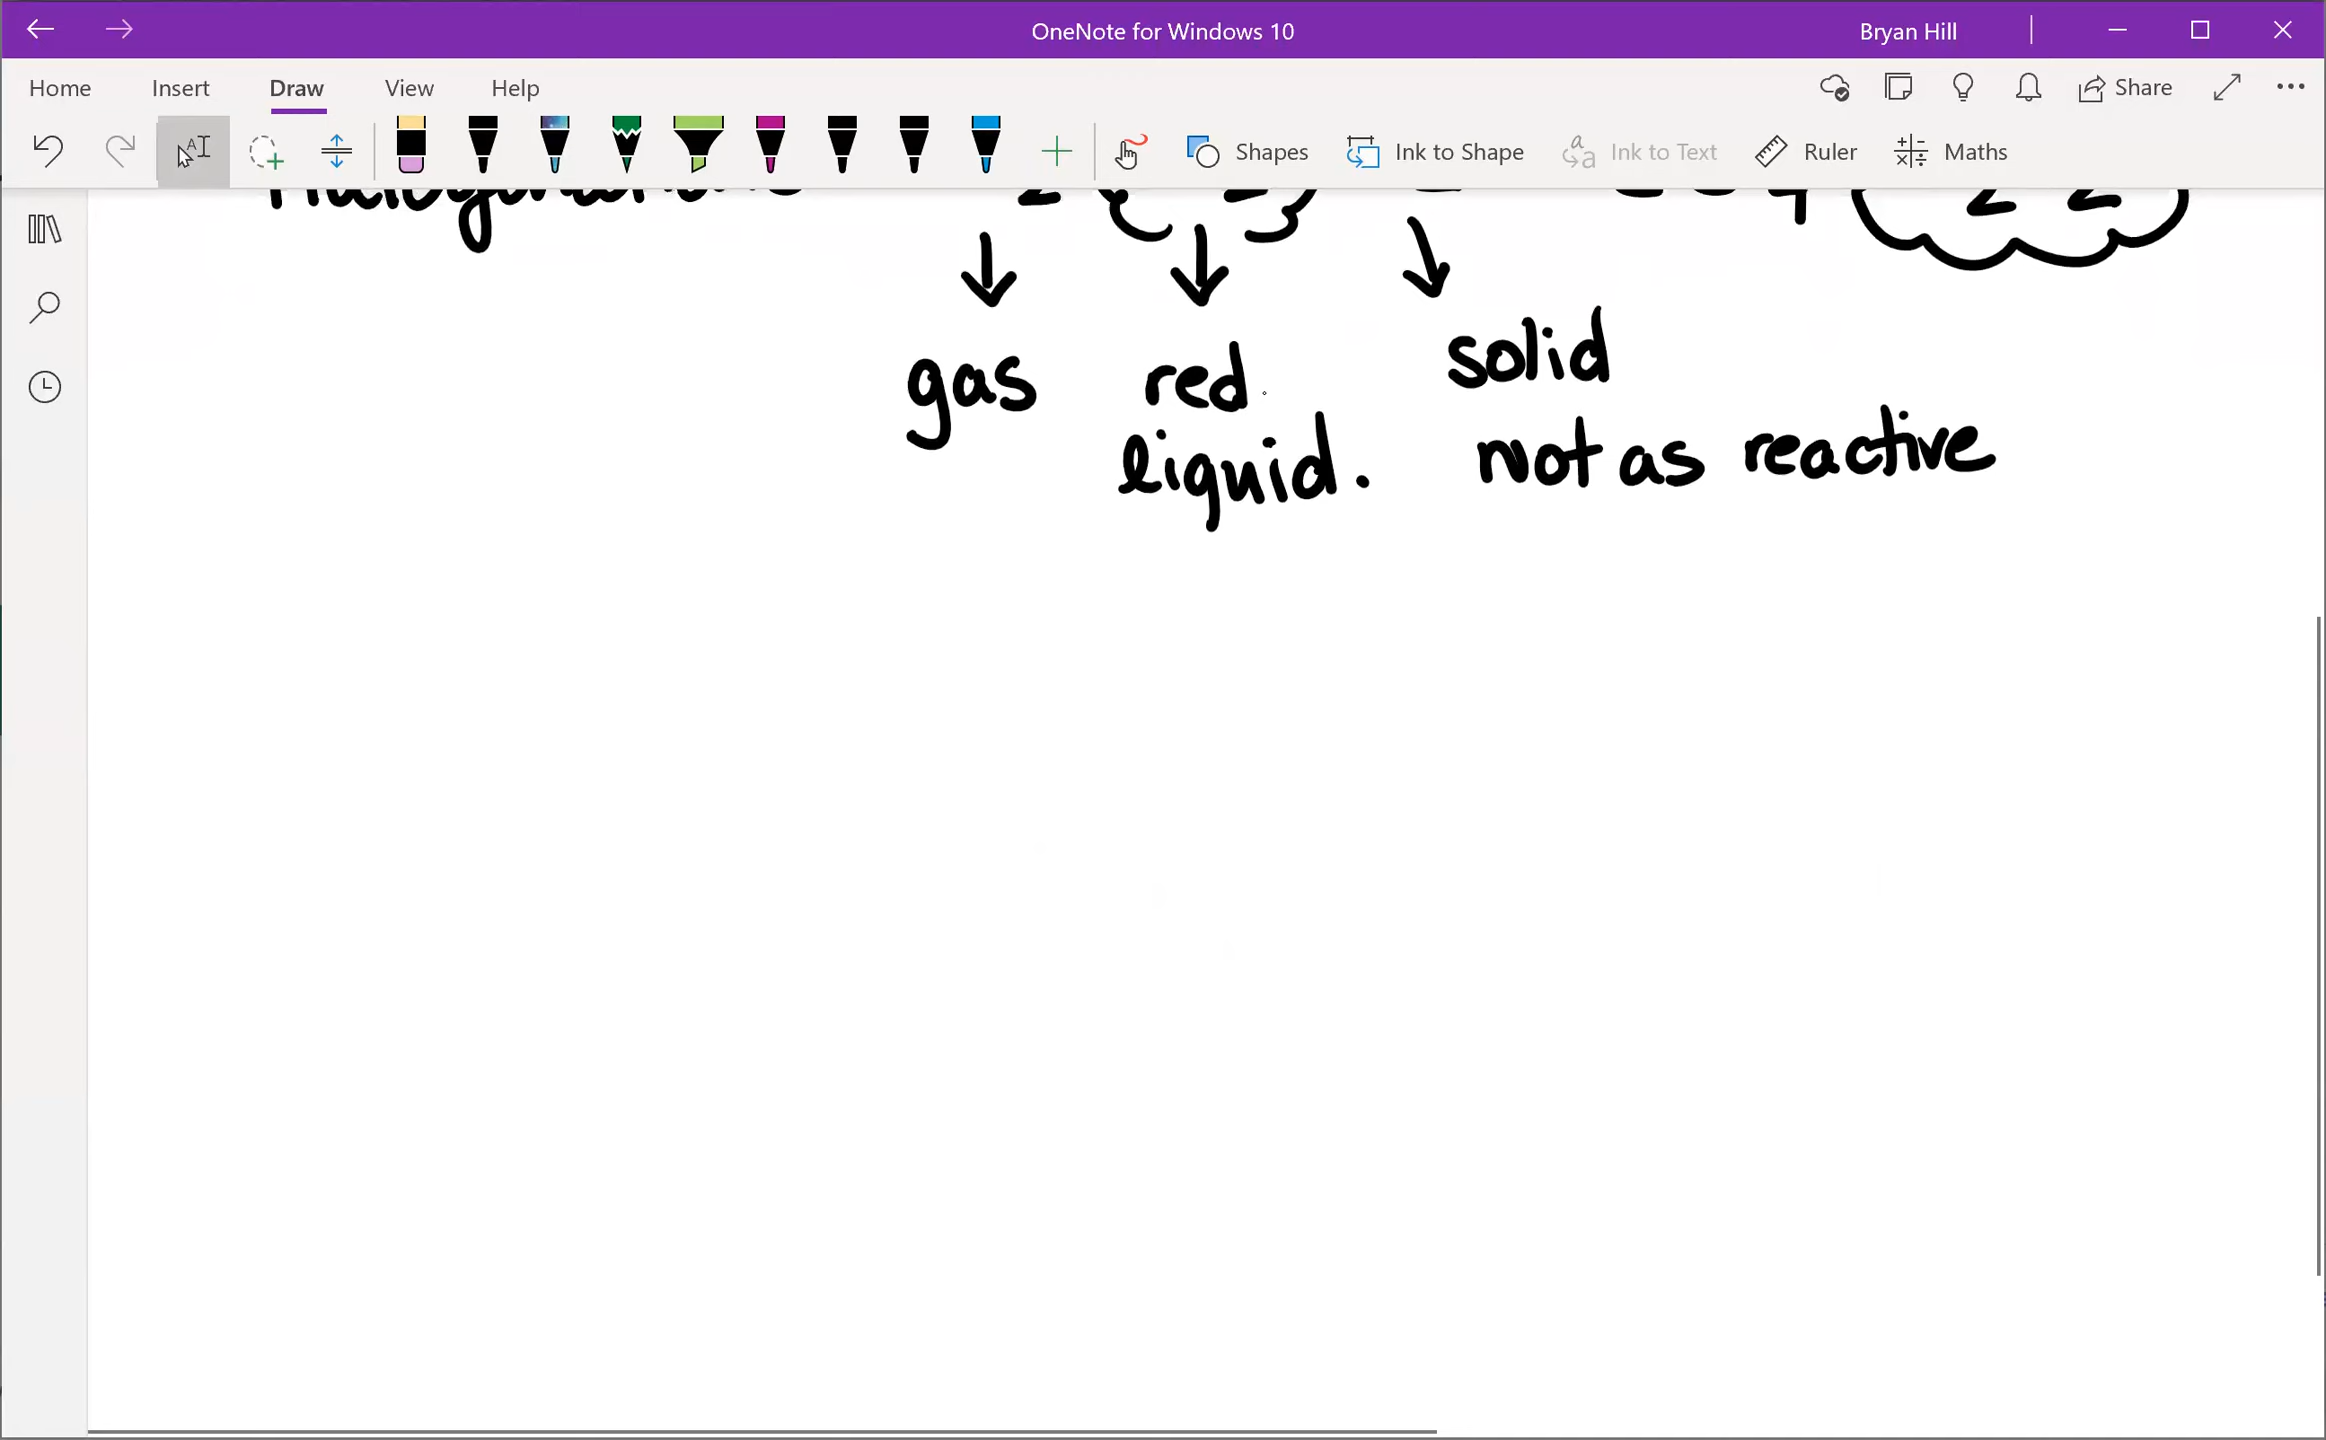 OneNote for Windows 10
Bryan Hill
Home Insert Draw View Help
Share
Shapes Ink to Shape Ink to Text Ruler Maths
gas red solid
liquid. not as reactive